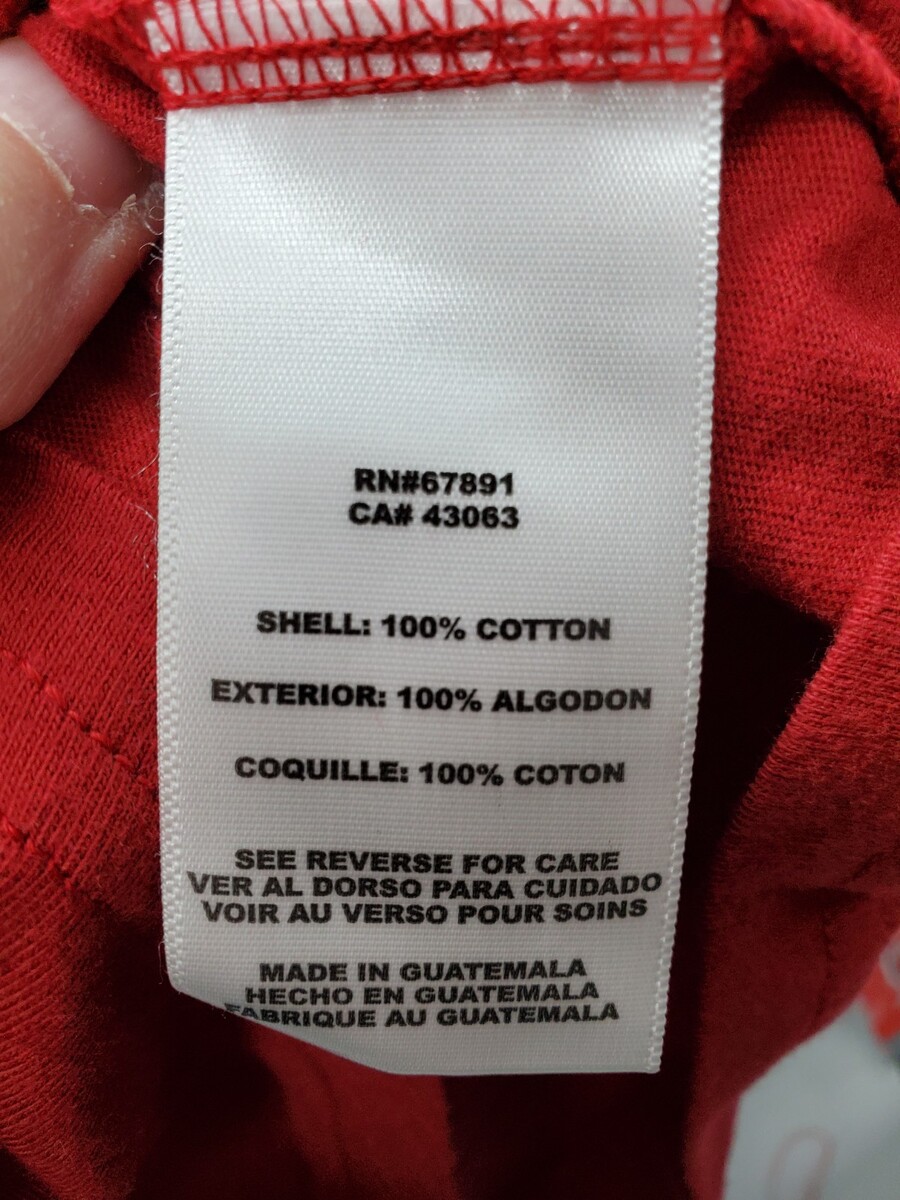 RN#67891
CA# 43063
SHELL: 100% COTTON
EXTERIOR: 100% ALGODON
COQUILLE: 100% COTON
SEE REVERSE FOR CARE
VER AL DORSO PARA CUIDADO
VOIR AU VERSO POUR SOINS
MADE IN GUATEMALA
HECHO EN GUATEMALA
FABRIQUE AU GUATEMALA